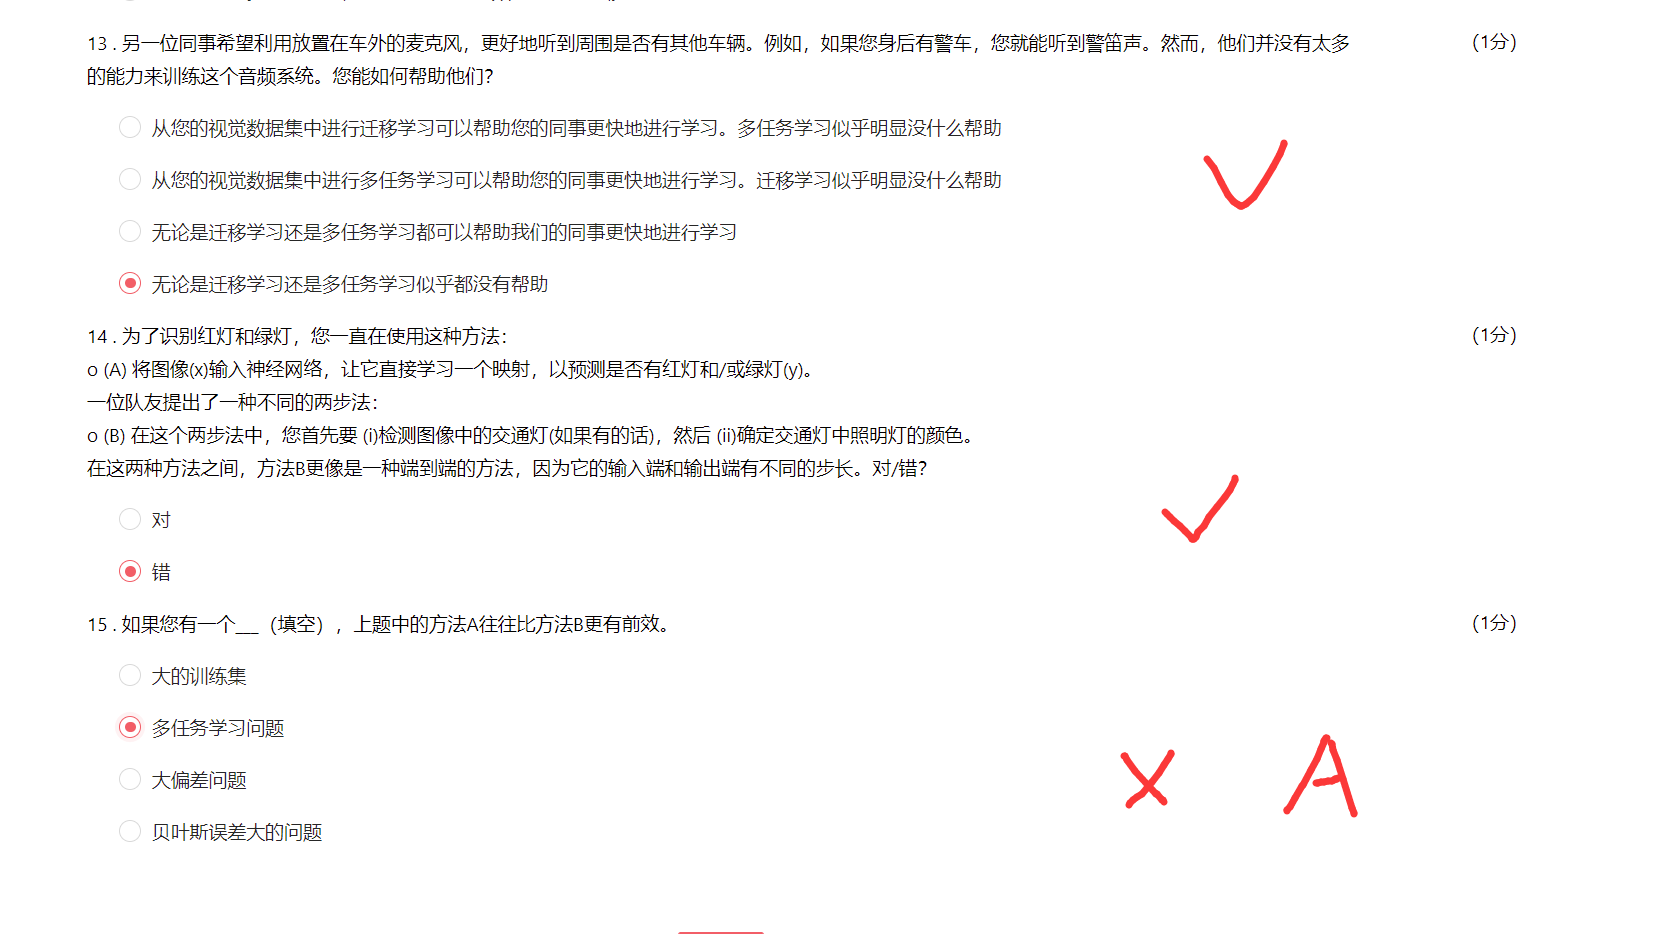 13 . 另一位同事希望利用放置在车外的麦克风，更好地听到周围是否有其他车辆。例如，如果您身后有警车，您就能听到警笛声。然而，他们并没有太多 (1分)
的能力来训练这个音频系统。您能如何帮助他们？
从您的视觉数据集中进行迁移学习可以帮助您的同事更快地进行学习。多任务学习似乎明显没什么帮助
从您的视觉数据集中进行多任务学习可以帮助您的同事更快地进行学习。迁移学习似乎明显没什么帮助
无论是迁移学习还是多任务学习都可以帮助我们的同事更快地进行学习
无论是迁移学习还是多任务学习似乎都没有帮助
14 . 为了识别红灯和绿灯，您一直在使用这种方法： (1分)
o (A) 将图像(x)输入神经网络，让它直接学习一个映射，以预测是否有红灯和/或绿灯(y)。
一位队友提出了一种不同的两步法：
o (B) 在这个两步法中，您首先要 (i)检测图像中的交通灯(如果有的话)，然后 (ii)确定交通灯中照明灯的颜色。
在这两种方法之间，方法B更像是一种端到端的方法，因为它的输入端和输出端有不同的步长。对/错？
对
错
15 . 如果您有一个___（填空），上题中的方法A往往比方法B更有前效。 (1分)
大的训练集
多任务学习问题
大偏差问题
贝叶斯误差大的问题
X A